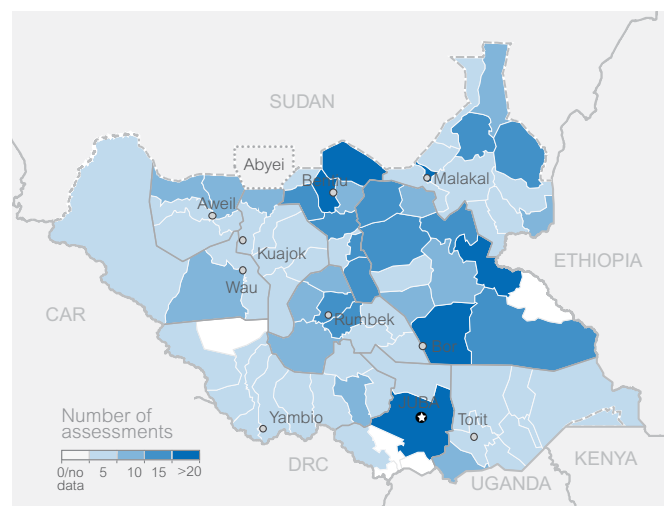 SUDAN
Abyei
Bentiu
Malakal
Aweil
Kuajok
ETHIOPIA
Wau
CAR
Rumbek
Bor
JUBA
Number of
assessments
Yambio
Torit
0/no
data
5
10
15
>20
DRC
UGANDA
KENYA